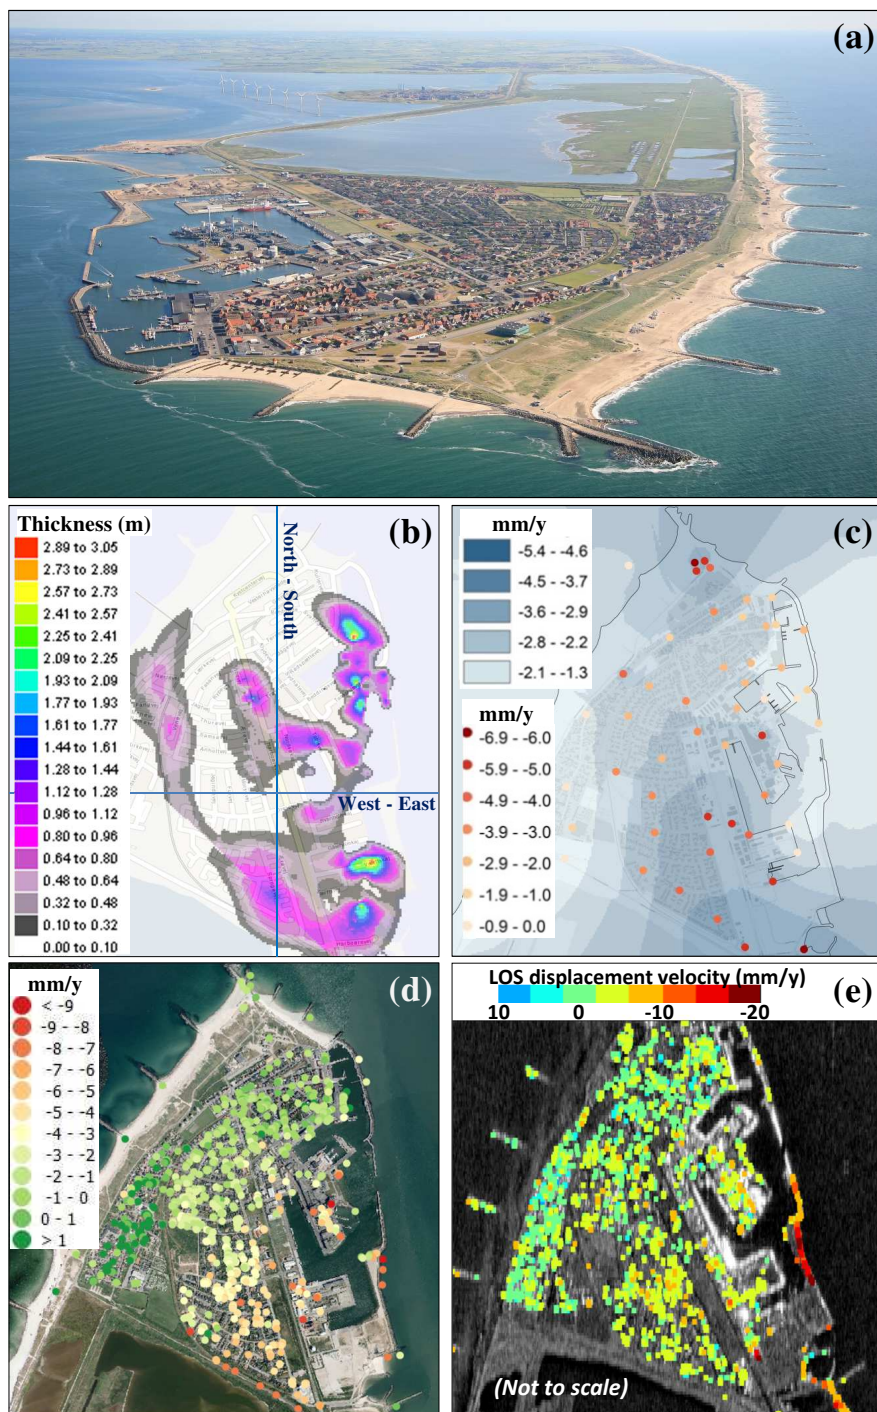 (a)
Thickness (m)
2.89 to 3.05
2.73 to 2.89
2.57 to 2.73
2.41 to 2.57
2.25 to 2.41
2.09 to 2.25
1.93 to 2.09
1.77 to 1.93
1.61 to 1.77
1.44 to 1.61
1.28 to 1.44
1.12 to 1.28
0.96 to 1.12
0.80 to 0.96
0.64 to 0.80
0.48 to 0.64
0.32 to 0.48
0.10 to 0.32
0.00 to 0.10
North - South
West - East
(b)
mm/y
-5.4 - -4.6
-4.5 - -3.7
-3.6 - -2.9
-2.8 - -2.2
-2.1 - -1.3
mm/y
-6.9 - -6.0
-5.9 - -5.0
-4.9 - -4.0
-3.9 - -3.0
-2.9 - -2.0
-1.9 - -1.0
-0.9 - 0.0
(c)
mm/y
< -9
-9 - -8
-8 - -7
-7 - -6
-6 - -5
-5 - -4
-4 - -3
-3 - -2
-2 - -1
-1 - 0
0 - 1
> 1
(d)
LOS displacement velocity (mm/y)
10 0 -10 -20
(e)
(Not to scale)